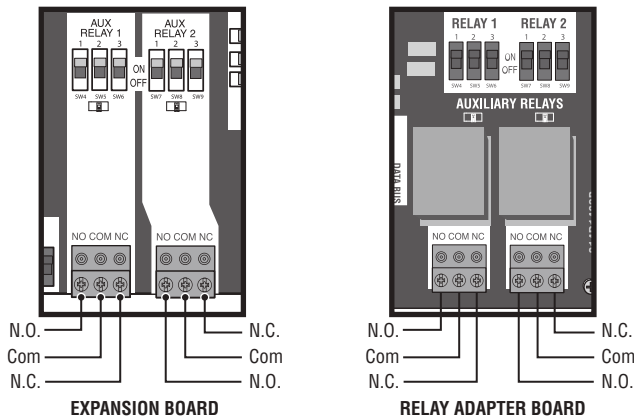 AUX
RELAY 1
AUX
RELAY 2
1 2 3
1 2 3
ON
OFF
SW4 SW5 SW6
SW7 SW8 SW9
NO COM NC
NO COM NC
N.O.
Com
N.C.
N.C.
Com
N.O.
EXPANSION BOARD
RELAY 1
RELAY 2
1 2 3
1 2 3
ON
OFF
SW4 SW5 SW6
SW7 SW8 SW9
AUXILIARY RELAYS
DATA BUS
NO COM NC
NO COM NC
N.O.
Com
N.C.
N.C.
Com
N.O.
RELAY ADAPTER BOARD